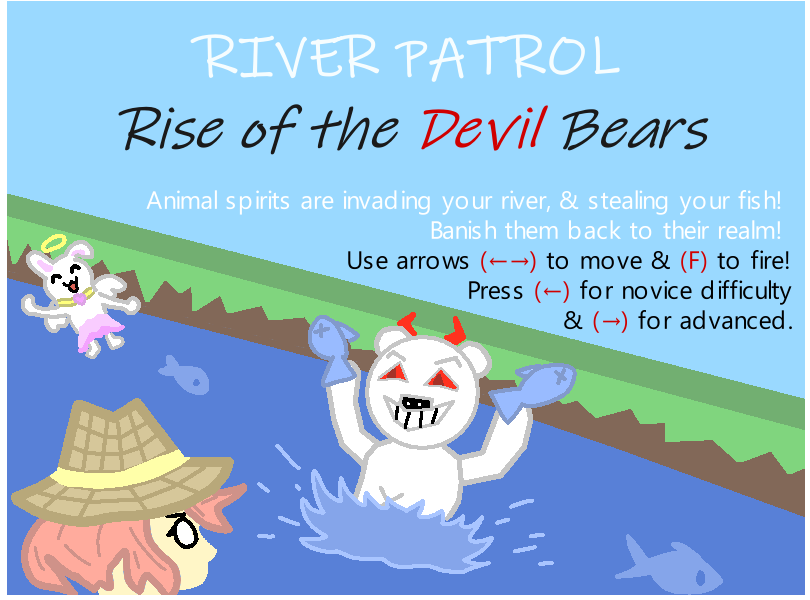 RIVER PATROL
Rise of the Devil Bears
Animal spirits are invading your river, & stealing your fish!
Banish them back to their realm!
Use arrows (←→) to move & (F) to fire!
Press (←) for novice difficulty
& (→) for advanced.